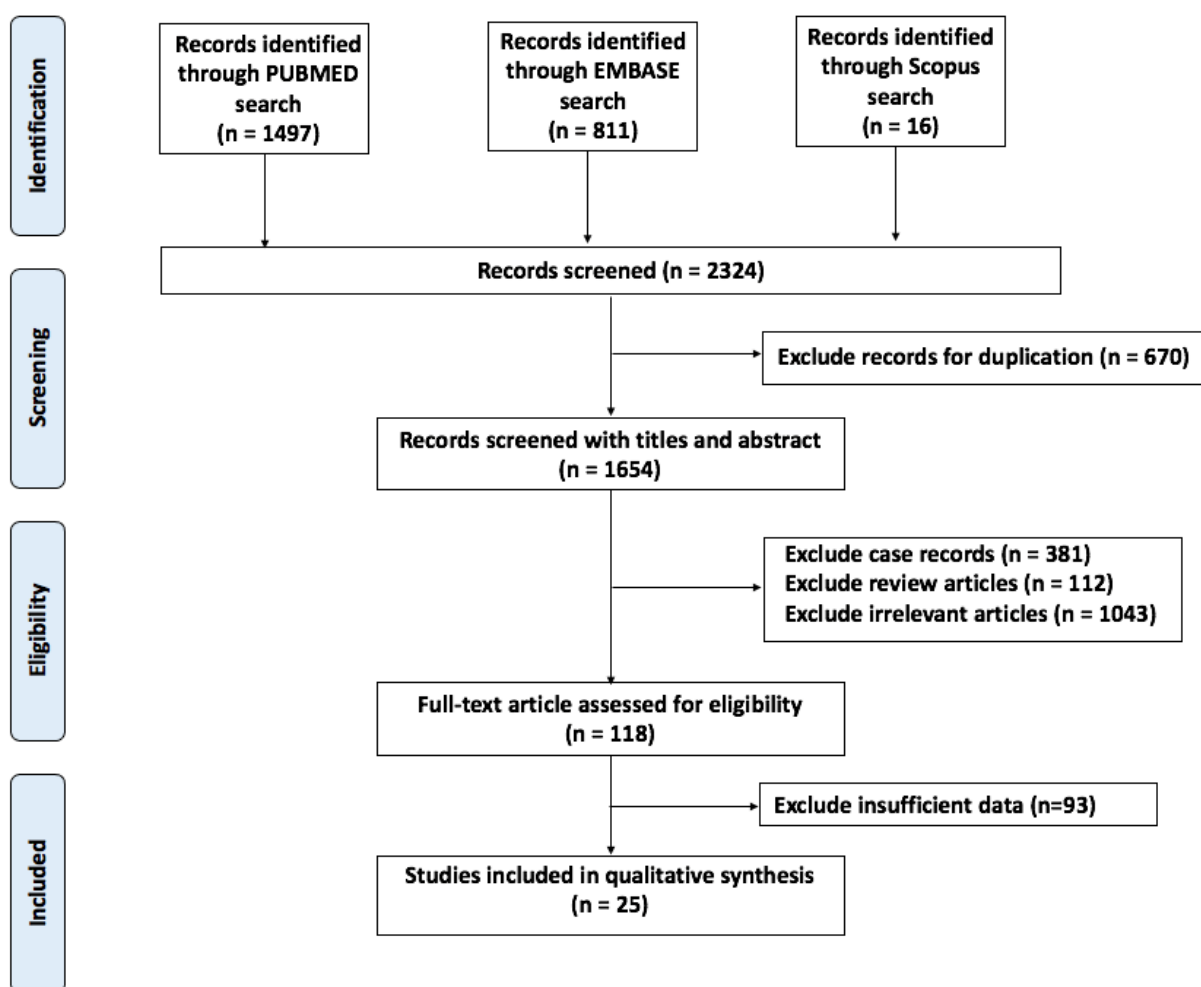 Identification
Records identified
through PUBMED
search
(n = 1497)
Records identified
through EMBASE
search
(n = 811)
Records identified
through Scopus
search
(n = 16)
Records screened (n = 2324)
Screening
Exclude records for duplication (n = 670)
Records screened with titles and abstract
(n = 1654)
Eligibility
Exclude case records (n = 381)
Exclude review articles (n = 112)
Exclude irrelevant articles (n = 1043)
Full-text article assessed for eligibility
(n = 118)
Included
Exclude insufficient data (n=93)
Studies included in qualitative synthesis
(n = 25)